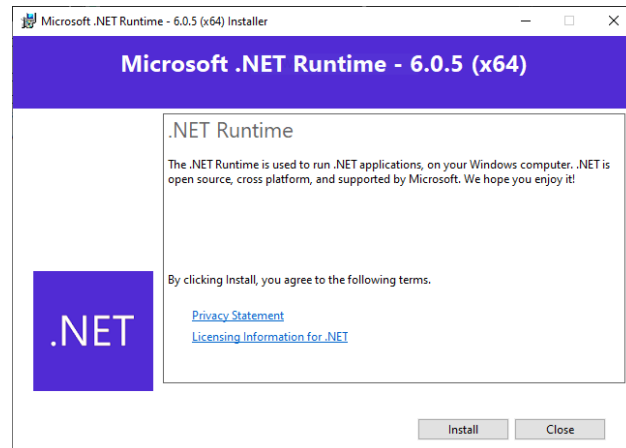 Microsoft .NET Runtime - 6.0.5 (x64) Installer
Microsoft .NET Runtime - 6.0.5 (x64)
.NET Runtime
The .NET Runtime is used to run .NET applications, on your Windows computer. .NET is
open source, cross platform, and supported by Microsoft. We hope you enjoy it!
By clicking Install, you agree to the following terms.
Privacy Statement
Licensing Information for .NET
.NET
Install
Close